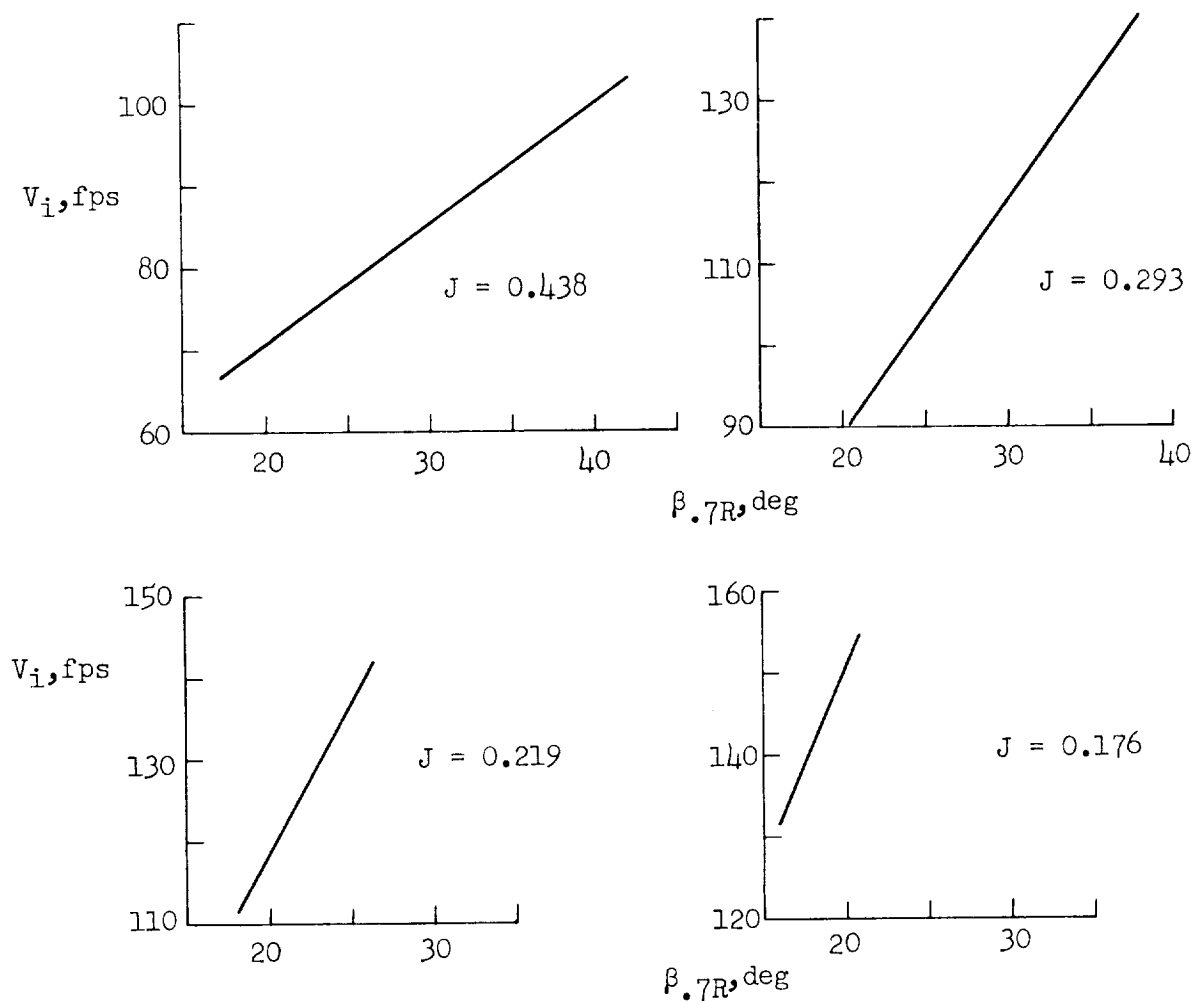 100
V_i,fps
80
60
20 30 40
J = 0.438
130
110
90
20 30 40
J = 0.293
β.7R,deg
150
V_i,fps
130
110
20 30
J = 0.219
160
140
120
20 30
J = 0.176
β.7R,deg